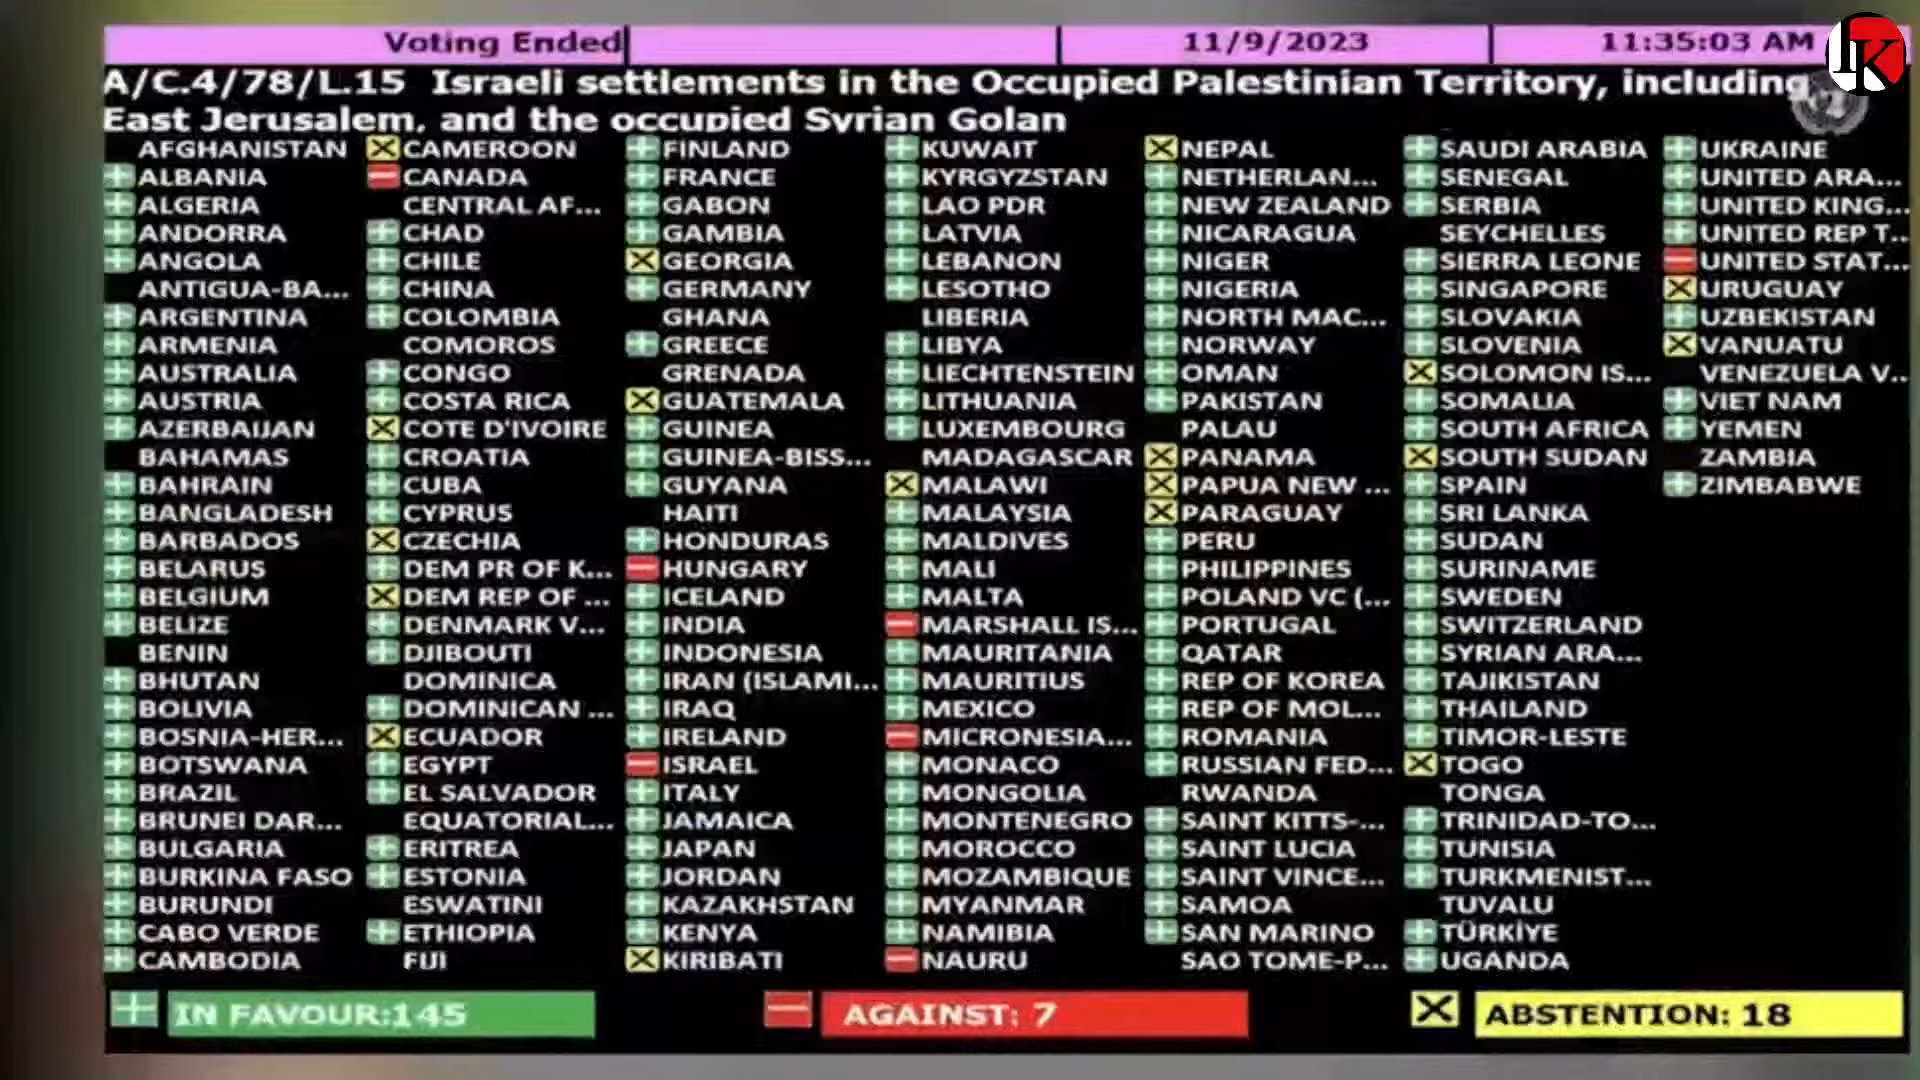 Voting Ended 11/9/2023 11:35:03 AM
IK
A/C.4/78/L.15 Israeli settlements in the Occupied Palestinian Territory, including
East Jerusalem, and the occupied Syrian Golan
AFGHANISTAN CAMEROON FINLAND KUWAIT NEPAL SAUDI ARABIA UKRAINE
ALBANIA CANADA FRANCE KYRGYZSTAN NETHERLAN... SENEGAL UNITED ARA...
ALGERIA CENTRAL AF... GABON LAO PDR NEW ZEALAND SERBIA UNITED KING...
ANDORRA CHAD GAMBIA LATVIA NICARAGUA SEYCHELLES UNITED REP T...
ANGOLA CHILE GEORGIA LEBANON NIGER SIERRA LEONE UNITED STAT...
ANTIGUA-BA... CHINA GERMANY LESOTHO NIGERIA SINGAPORE URUGUAY
ARGENTINA COLOMBIA GHANA LIBERIA NORTH MAC... SLOVAKIA UZBEKISTAN
ARMENIA COMOROS GREECE LIBYA NORWAY SLOVENIA VANUATU
AUSTRALIA CONGO GRENADA LIECHTENSTEIN OMAN SOLOMON IS... VENEZUELA V...
AUSTRIA COSTA RICA GUATEMALA LITHUANIA PAKISTAN SOMALIA VIET NAM
AZERBAIJAN COTE D'IVOIRE GUINEA LUXEMBOURG PALAU SOUTH AFRICA YEMEN
BAHAMAS CROATIA GUINEA-BISS... MADAGASCAR PANAMA SOUTH SUDAN ZAMBIA
BAHRAIN CUBA GUYANA MALAWI PAPUA NEW ... SPAIN ZIMBABWE
BANGLADESH CYPRUS HAITI MALAYSIA PARAGUAY SRI LANKA
BARBADOS CZECHIA HONDURAS MALDIVES PERU SUDAN
BELARUS DEM PR OF K... HUNGARY MALI PHILIPPINES SURINAME
BELGIUM DEM REP OF ... ICELAND MALTA POLAND VC (... SWEDEN
BELIZE DENMARK V... INDIA MARSHALL IS... PORTUGAL SWITZERLAND
BENIN DJIBOUTI INDONESIA MAURITANIA QATAR SYRIAN ARA...
BHUTAN DOMINICA IRAN (ISLAMI... MAURITIUS REP OF KOREA TAJIKISTAN
BOLIVIA DOMINICAN ... IRAQ MEXICO REP OF MOL... THAILAND
BOSNIA-HER... ECUADOR IRELAND MICRONESIA... ROMANIA TIMOR-LESTE
BOTSWANA EGYPT ISRAEL MONACO RUSSIAN FED... TOGO
BRAZIL EL SALVADOR ITALY MONGOLIA RWANDA TONGA
BRUNEI DAR... EQUATORIAL... JAMAICA MONTENEGRO SAINT KITTS-... TRINIDAD-TO...
BULGARIA ERITREA JAPAN MOROCCO SAINT LUCIA TUNISIA
BURKINA FASO ESTONIA JORDAN MOZAMBIQUE SAINT VINCE... TURKMENIST...
BURUNDI ESWATINI KAZAKHSTAN MYANMAR SAMOA TUVALU
CABO VERDE ETHIOPIA KENYA NAMIBIA SAN MARINO TÜRKİYE
CAMBODIA FIJI KIRIBATI NAURU SAO TOME-P... UGANDA
IN FAVOUR:145 AGAINST: 7 ABSTENTION: 18